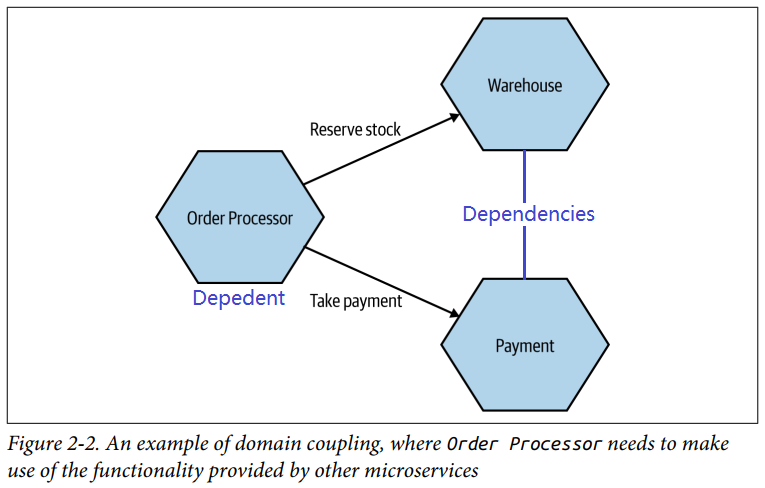 Warehouse
Reserve stock
Order Processor
Dependencies
Depedent
Take payment
Payment
Figure 2-2. An example of domain coupling, where Order Processor needs to make
use of the functionality provided by other microservices